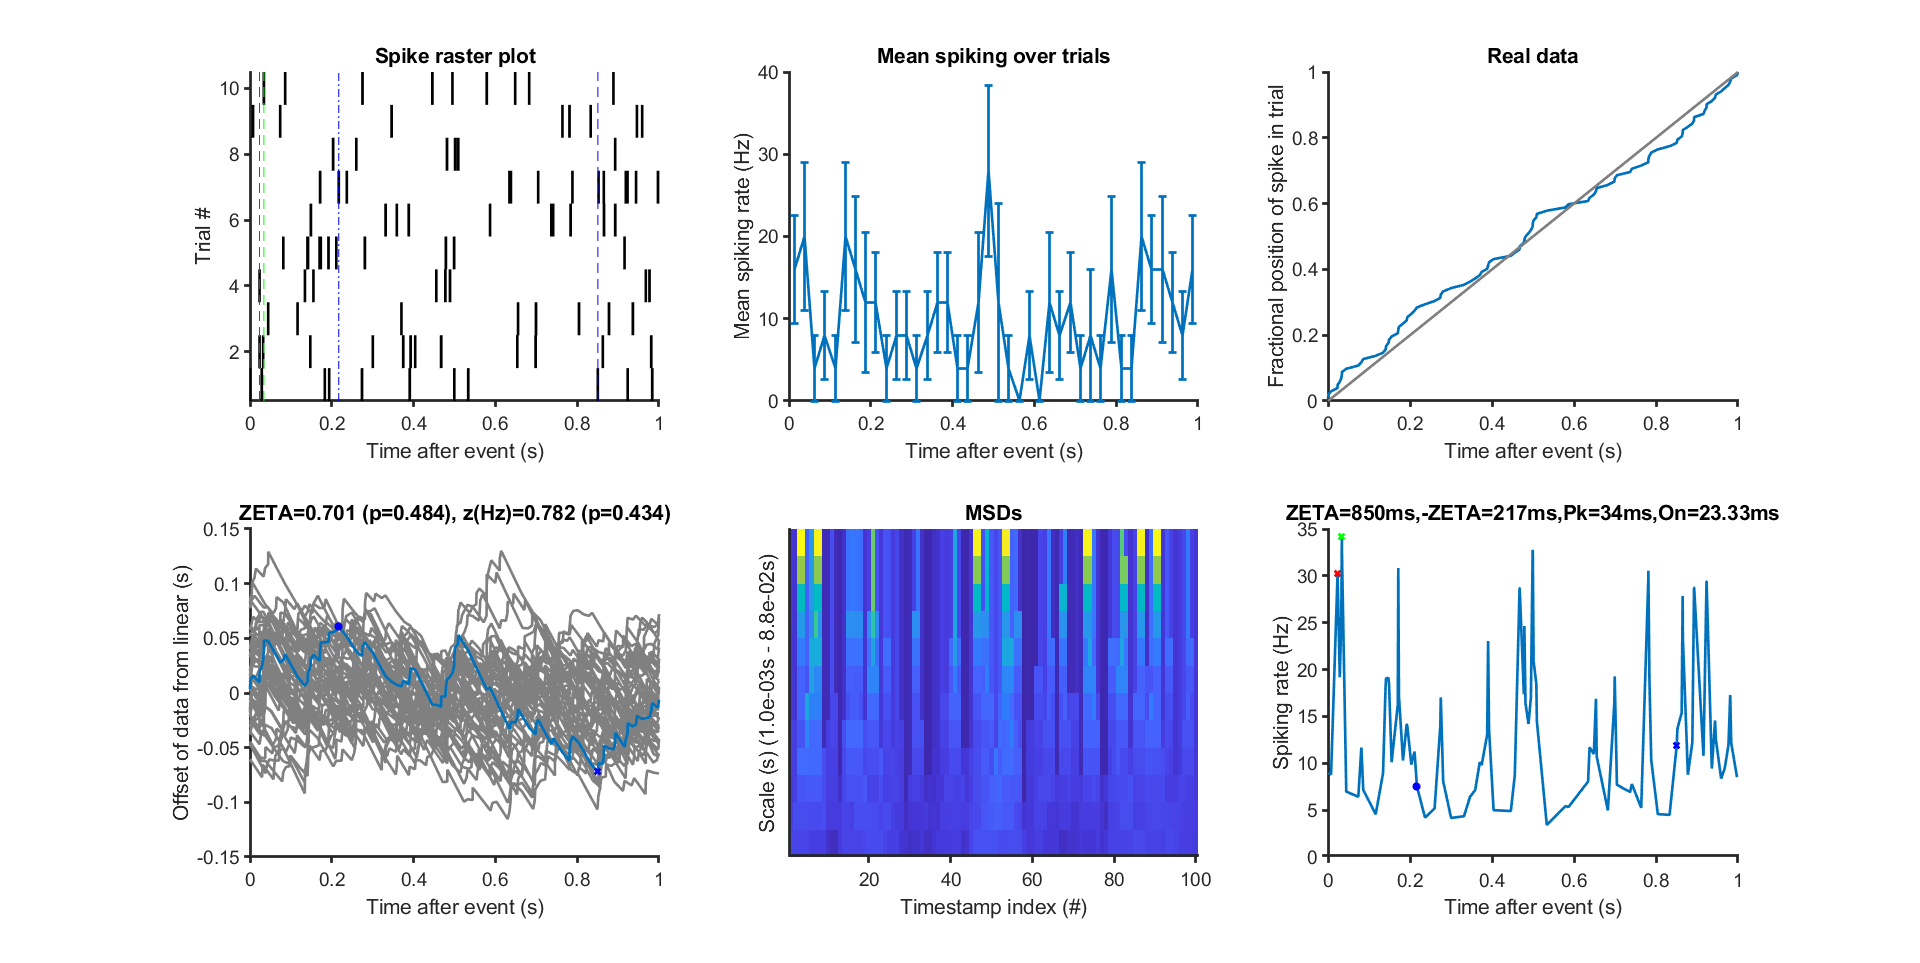 Spike raster plot
10
8
6
4
2
Trial #
0 0.2 0.4 0.6 0.8 1
Time after event (s)
Mean spiking over trials
40
30
20
10
0
Mean spiking rate (Hz)
0 0.2 0.4 0.6 0.8 1
Time after event (s)
Real data
1
0.8
0.6
0.4
0.2
0
Fractional position of spike in trial
0 0.2 0.4 0.6 0.8 1
Time after event (s)
ZETA=0.701 (p=0.484), z(Hz)=0.782 (p=0.434)
0.15
0.1
0.05
0
-0.05
-0.1
-0.15
Offset of data from linear (s)
0 0.2 0.4 0.6 0.8 1
Time after event (s)
MSDs
Scale (s) (1.0e-03s - 8.8e-02s)
20 40 60 80 100
Timestamp index (#)
ZETA=850ms,-ZETA=217ms,Pk=34ms,On=23.33ms
35
30
25
20
15
10
5
0
Spiking rate (Hz)
0 0.2 0.4 0.6 0.8 1
Time after event (s)